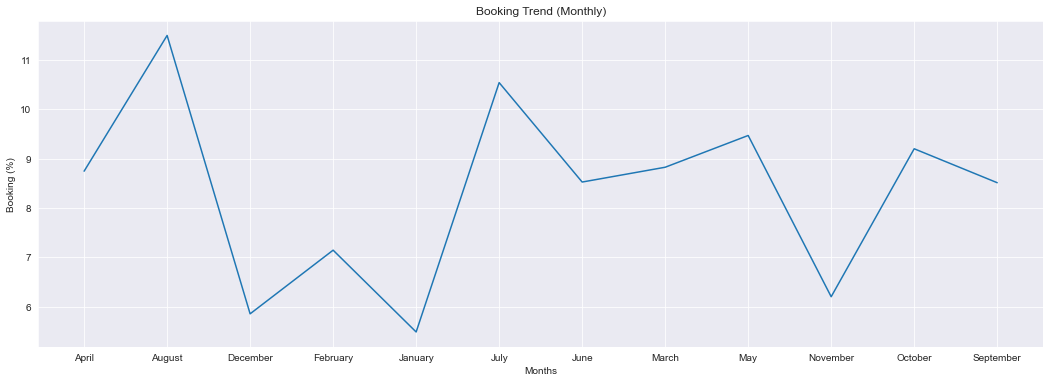 Booking Trend (Monthly)
11
10
9
8
7
6
Booking (%)
April August December February January July June March May November October September
Months